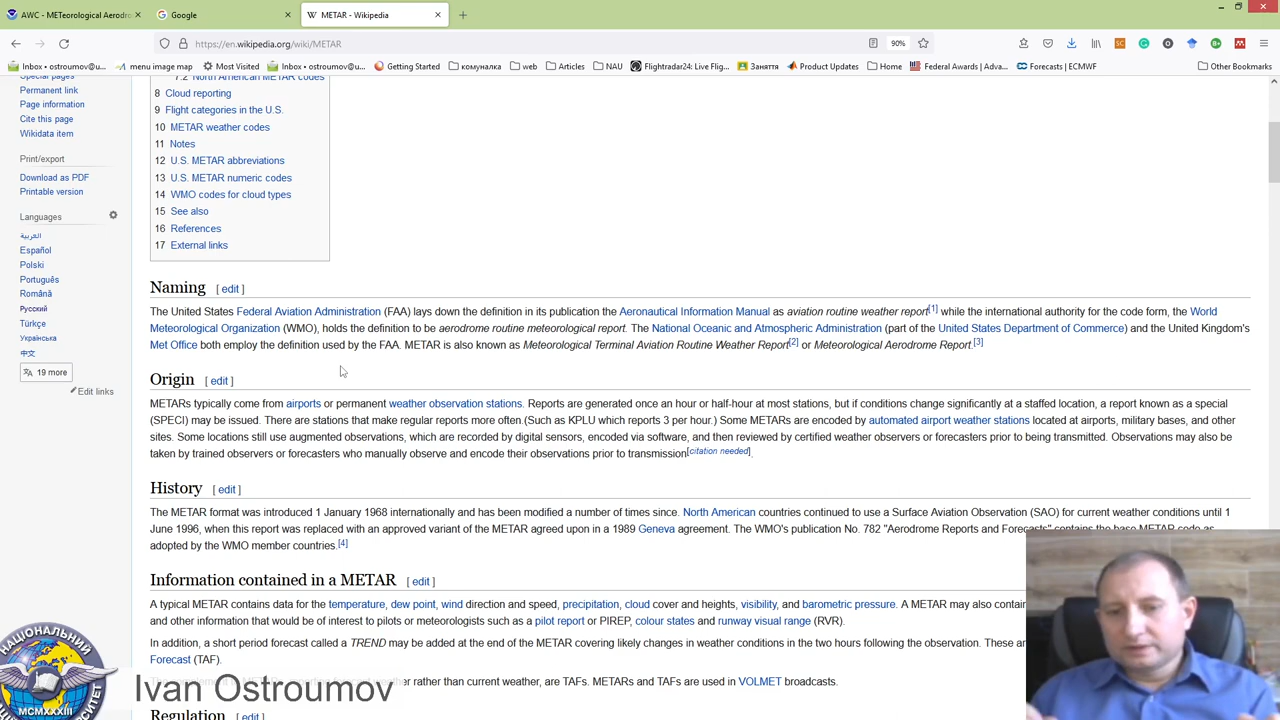 AWC - METeorological Aerodro
Google
METAR - Wikipedia
https://en.wikipedia.org/wiki/METAR
90%
Inbox • ostroumov@u...
menu image map
Most Visited
Inbox • ostroumov@u...
Getting Started
комуналка
web
Articles
NAU
Flightradar24: Live Flig...
Заняття
Product Updates
Home
Federal Awards | Adva...
Forecasts | ECMWF
Other Bookmarks
Special pages
Permanent link
Page information
Cite this page
Wikidata item
Print/export
Download as PDF
Printable version
Languages
العربية
Español
Polski
Português
Română
Русский
Türkçe
Українська
中文
19 more
Edit links
7.2 North American METAR codes
8 Cloud reporting
9 Flight categories in the U.S.
10 METAR weather codes
11 Notes
12 U.S. METAR abbreviations
13 U.S. METAR numeric codes
14 WMO codes for cloud types
15 See also
16 References
17 External links
Naming [ edit ]
The United States Federal Aviation Administration (FAA) lays down the definition in its publication the Aeronautical Information Manual as aviation routine weather report[1] while the international authority for the code form, the World
Meteorological Organization (WMO), holds the definition to be aerodrome routine meteorological report. The National Oceanic and Atmospheric Administration (part of the United States Department of Commerce) and the United Kingdom's
Met Office both employ the definition used by the FAA. METAR is also known as Meteorological Terminal Aviation Routine Weather Report[2] or Meteorological Aerodrome Report.[3]
Origin [ edit ]
METARs typically come from airports or permanent weather observation stations. Reports are generated once an hour or half-hour at most stations, but if conditions change significantly at a staffed location, a report known as a special
(SPECI) may be issued. There are stations that make regular reports more often.(Such as KPLU which reports 3 per hour.) Some METARs are encoded by automated airport weather stations located at airports, military bases, and other
sites. Some locations still use augmented observations, which are recorded by digital sensors, encoded via software, and then reviewed by certified weather observers or forecasters prior to being transmitted. Observations may also be
taken by trained observers or forecasters who manually observe and encode their observations prior to transmission[citation needed].
History [ edit ]
The METAR format was introduced 1 January 1968 internationally and has been modified a number of times since. North American countries continued to use a Surface Aviation Observation (SAO) for current weather conditions until 1
June 1996, when this report was replaced with an approved variant of the METAR agreed upon in a 1989 Geneva agreement. The WMO's publication No. 782 "Aerodrome Reports and Forecasts" contains the base METAR code as
adopted by the WMO member countries.[4]
Information contained in a METAR [ edit ]
A typical METAR contains data for the temperature, dew point, wind direction and speed, precipitation, cloud cover and heights, visibility, and barometric pressure. A METAR may also contain
and other information that would be of interest to pilots or meteorologists such as a pilot report or PIREP, colour states and runway visual range (RVR).
In addition, a short period forecast called a TREND may be added at the end of the METAR covering likely changes in weather conditions in the two hours following the observation. These are
Forecast (TAF).
rather than current weather, are TAFs. METARs and TAFs are used in VOLMET broadcasts.
Regulation [ edit ]
НАЦІОНАЛЬНИЙ
MCMXXXIII
Ivan Ostroumov